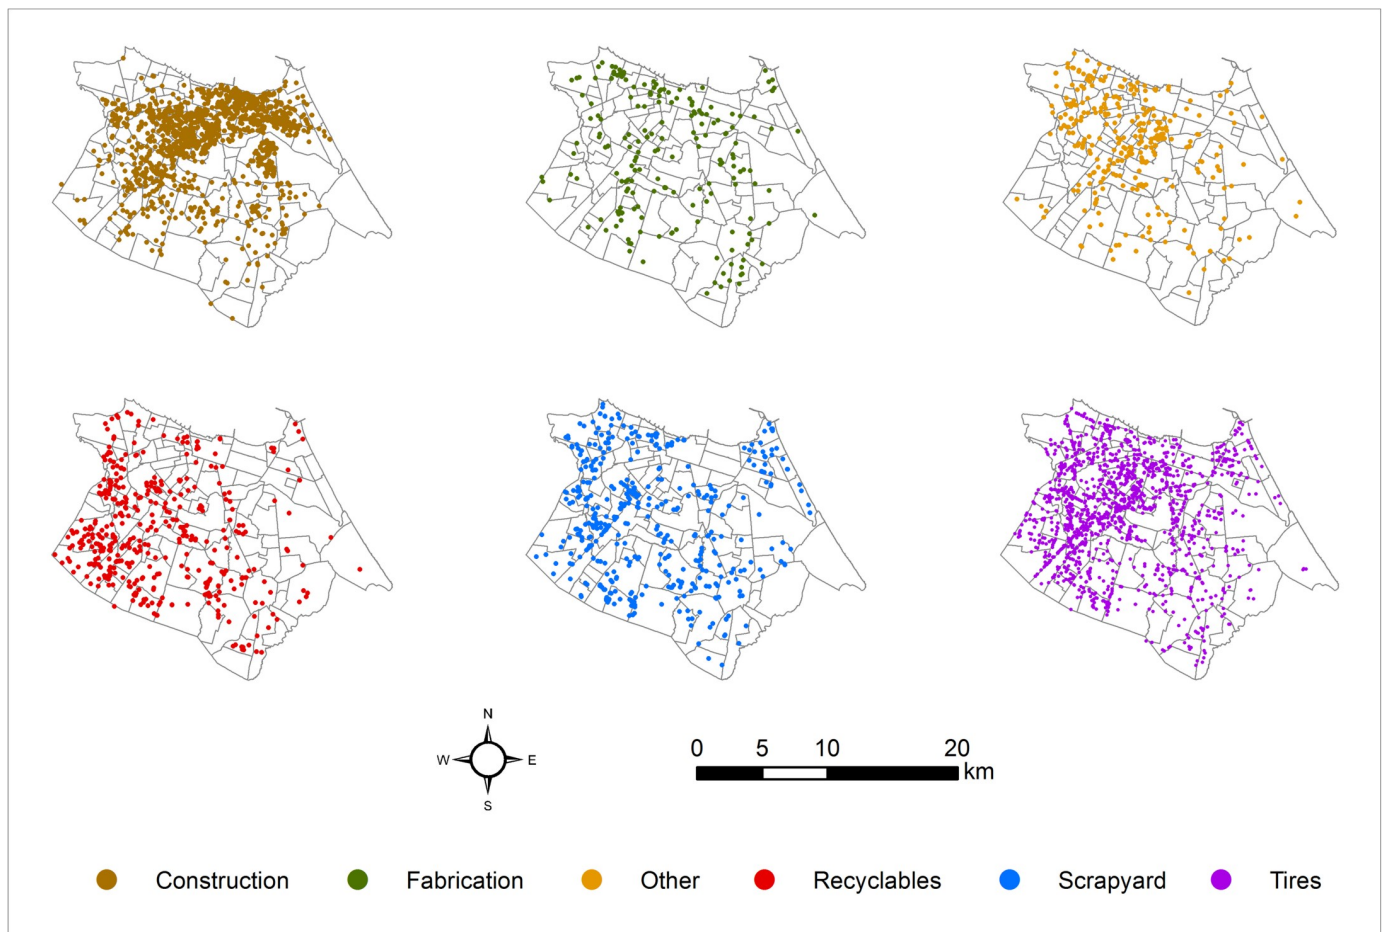 N
W E
S
0 5 10 20
km
Construction Fabrication Other Recyclables Scrapyard Tires